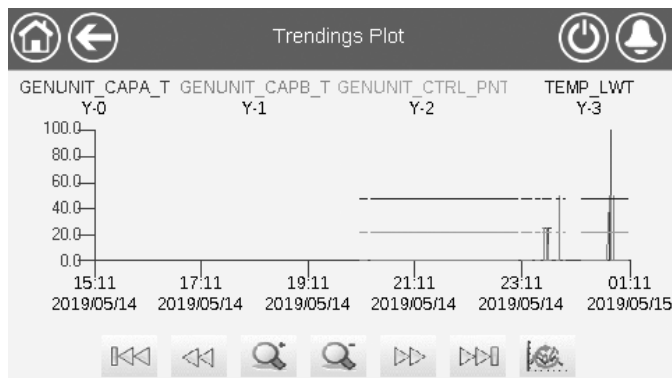 Trendings Plot
GENUNIT_CAPA_T GENUNIT_CAPB_T GENUNIT_CTRL_PNT TEMP_LWT
Y-0 Y-1 Y-2 Y-3
100.0
80.0
60.0
40.0
20.0
0.0
15:11 17:11 19:11 21:11 23:11 01:11
2019/05/14 2019/05/14 2019/05/14 2019/05/14 2019/05/14 2019/05/15